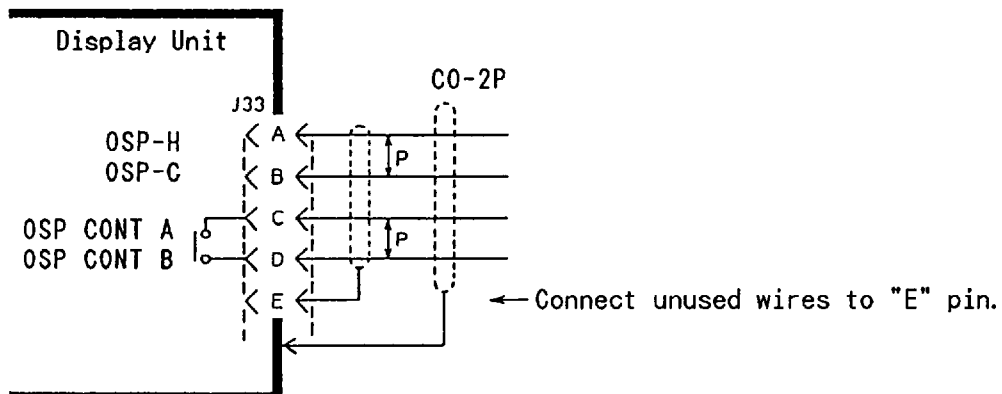 Display Unit
CO-2P
J33
A
OSP-H
P
OSP-C
B
C
OSP CONT A
P
OSP CONT B
D
E
Connect unused wires to "E" pin.